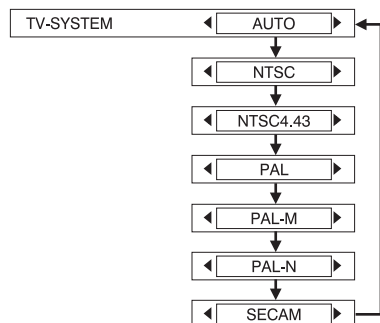 TV-SYSTEM AUTO
NTSC
NTSC4.43
PAL
PAL-M
PAL-N
SECAM